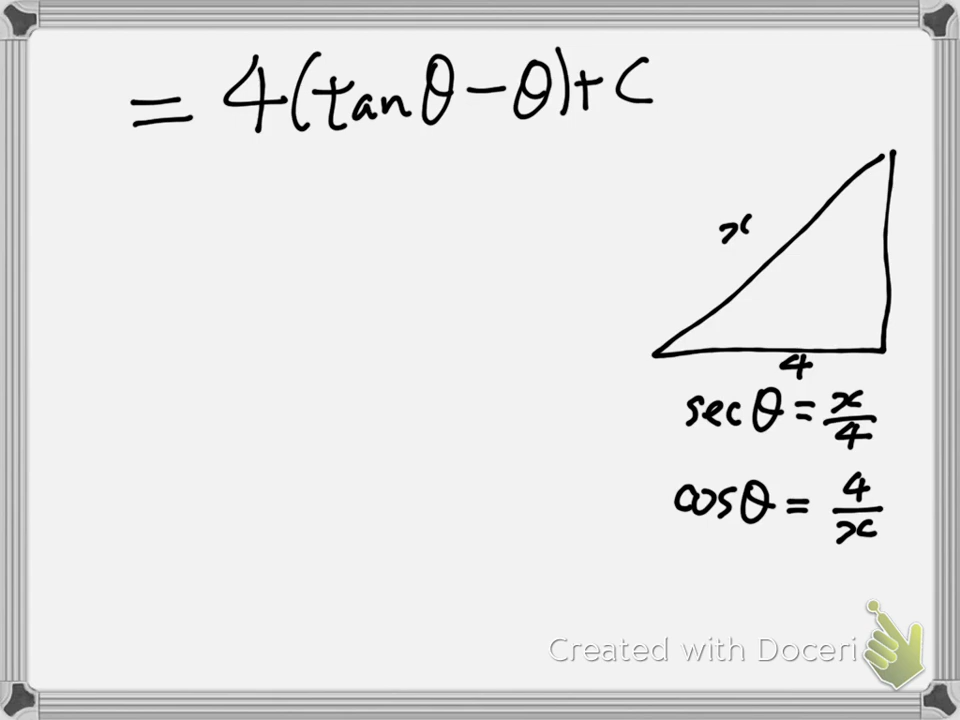 = 4(tanθ - θ) + C
x
4
secθ = x/4
cosθ = 4/x
Created with Doceri